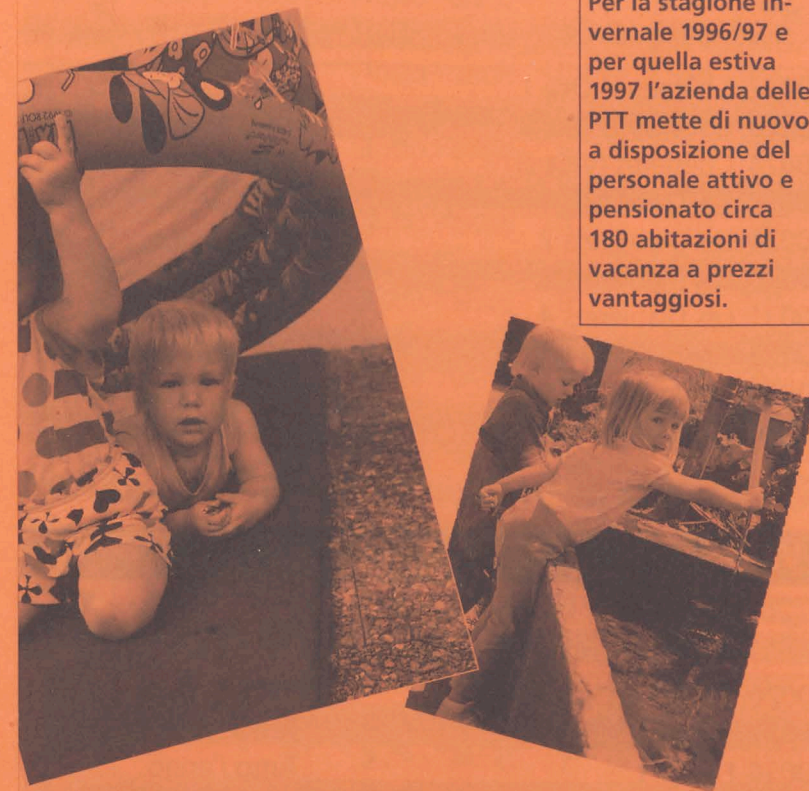 Per la stagione in-
vernale 1996/97 e
per quella estiva
1997 l'azienda delle
PTT mette di nuovo
a disposizione del
personale attivo e
pensionato circa
180 abitazioni di
vacanza a prezzi
vantaggiosi.